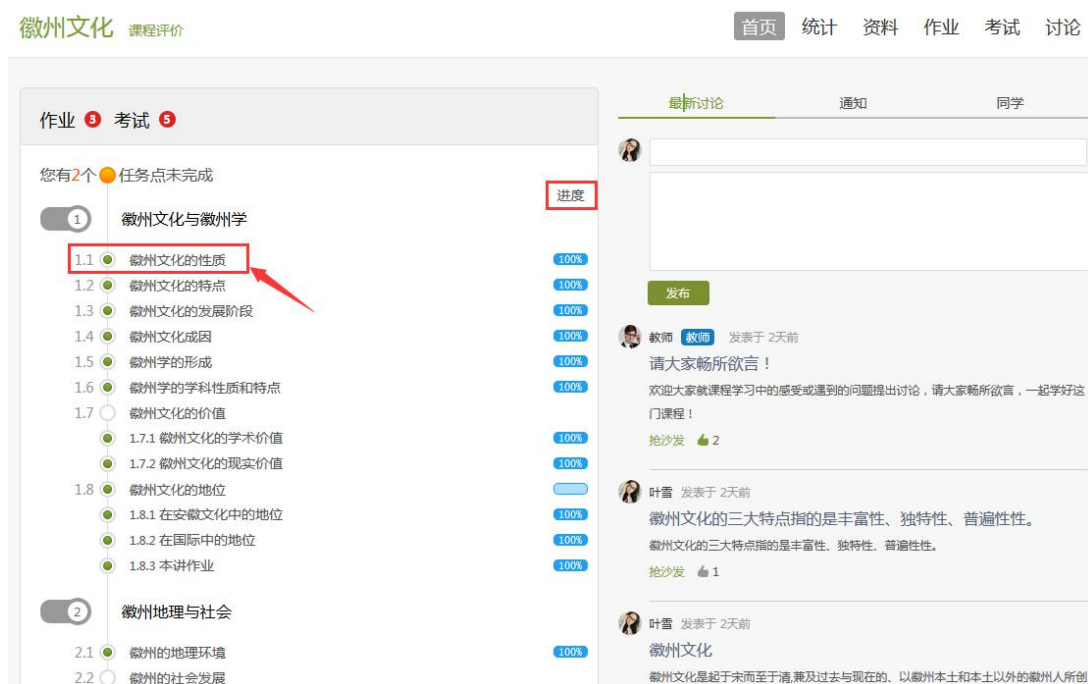 徽州文化 课程评价
首页 统计 资料 作业 考试 讨论
作业 3 考试 5
您有2个 任务点未完成
进度
1 徽州文化与徽州学
1.1 徽州文化的性质 100%
1.2 徽州文化的特点 100%
1.3 徽州文化的发展阶段 100%
1.4 徽州文化成因 100%
1.5 徽州学的形成 100%
1.6 徽州学的学科性质和特点 100%
1.7 徽州文化的价值
1.7.1 徽州文化的学术价值 100%
1.7.2 徽州文化的现实价值 100%
1.8 徽州文化的地位
1.8.1 在安徽文化中的地位 100%
1.8.2 在国际中的地位 100%
1.8.3 本讲作业 100%
2 徽州地理与社会
2.1 徽州的地理环境 100%
2.2 徽州的社会发展
最新讨论 通知 同学
发布
教师 教师 发表于 2天前
请大家畅所欲言！
欢迎大家就课程学习中的感受或遇到的问题提出讨论，请大家畅所欲言，一起学好这
门课程！
抢沙发 2
叶雪 发表于 2天前
徽州文化的三大特点指的是丰富性、独特性、普遍性性。
徽州文化的三大特点指的是丰富性、独特性、普遍性性。
抢沙发 1
叶雪 发表于 2天前
徽州文化
徽州文化是起于宋而至于清,兼及过去与现在的、以徽州本土和本土以外的徽州人所创